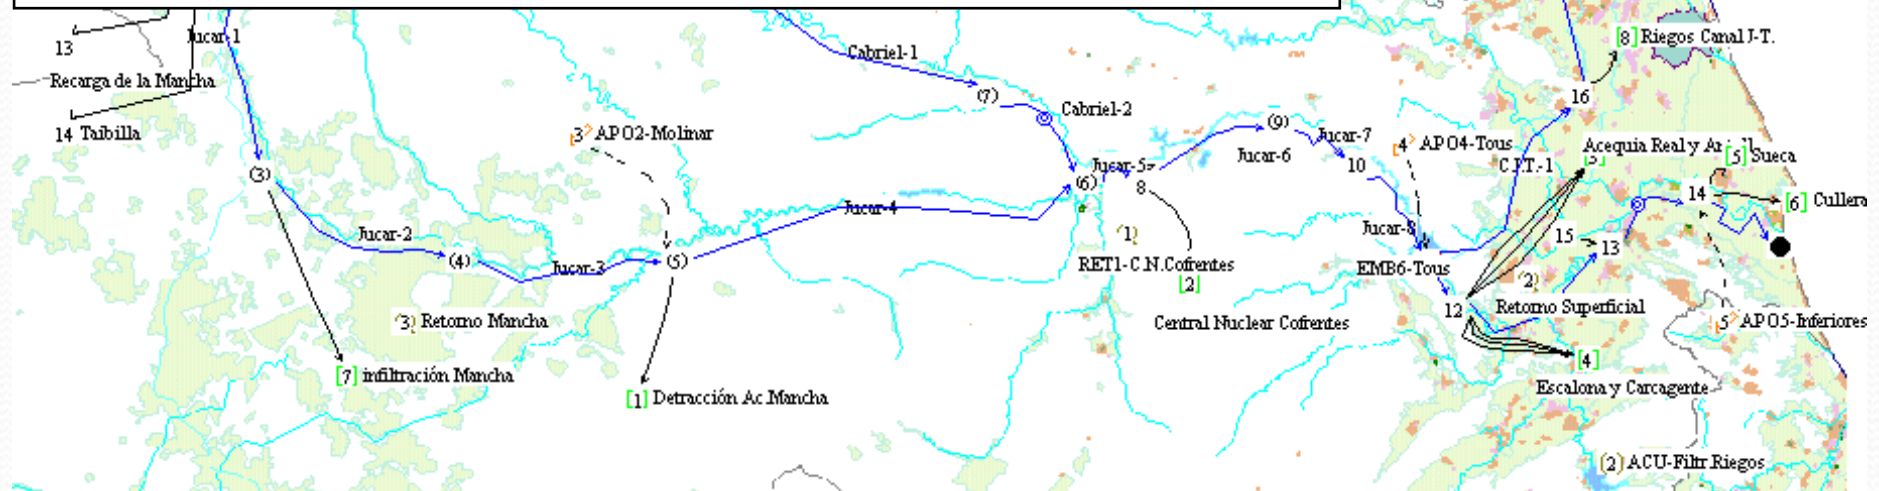 Jucar-1
13
Recarga de la Mancha
14 Taibilla
(3)
Jucar-2
(4)
Jucar-3
(5)
3 APO2-Molinar
Jucar-4
Cabriel-1
(7)
Cabriel-2
(6)
Jucar-5
8
(9)
Jucar-6
Jucar-7
10
4 APO4-Tous
C.J.T.-1
Jucar-8
EMB6-Tous
12
16
[8] Riegos Canal J-T.
Acequia Real y
[5] Sueca
14
[6] Cullera
15
13
(2)
Retorno Superficial
5 APO5-Inferiores
[4]
Escalona y Carcagente
(2) ACU-Filtr Riegos
(1)
RET1-C.N.Cofrentes
[2]
Central Nuclear Cofrentes
(3) Retorno Mancha
[7] infiltración Mancha
[1] Detracción Ac.Mancha